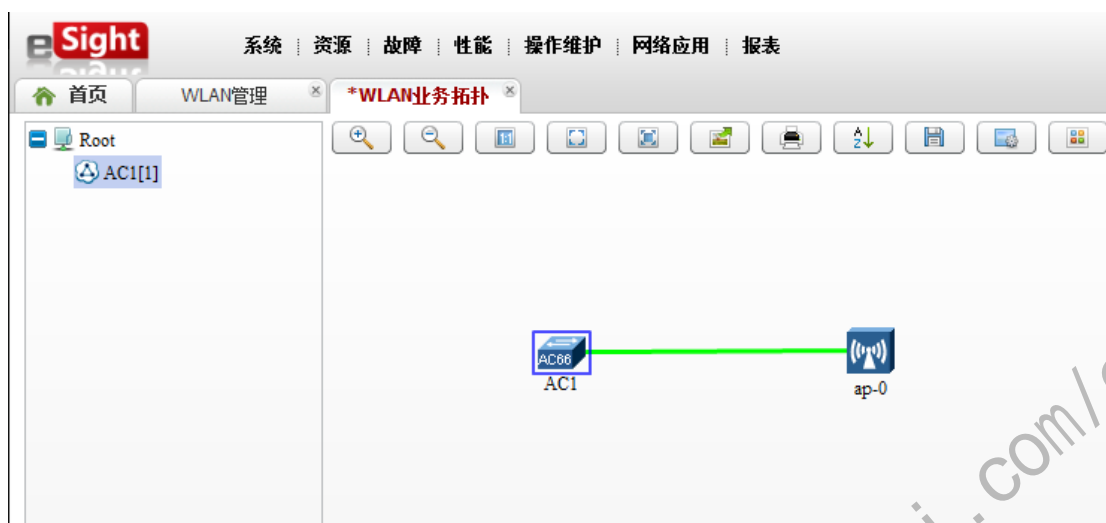 eSight
系统 资源 故障 性能 操作维护 网络应用 报表
首页 WLAN管理 *WLAN业务拓扑
Root
AC1[1]
AC66
AC1
ap-0
.com/